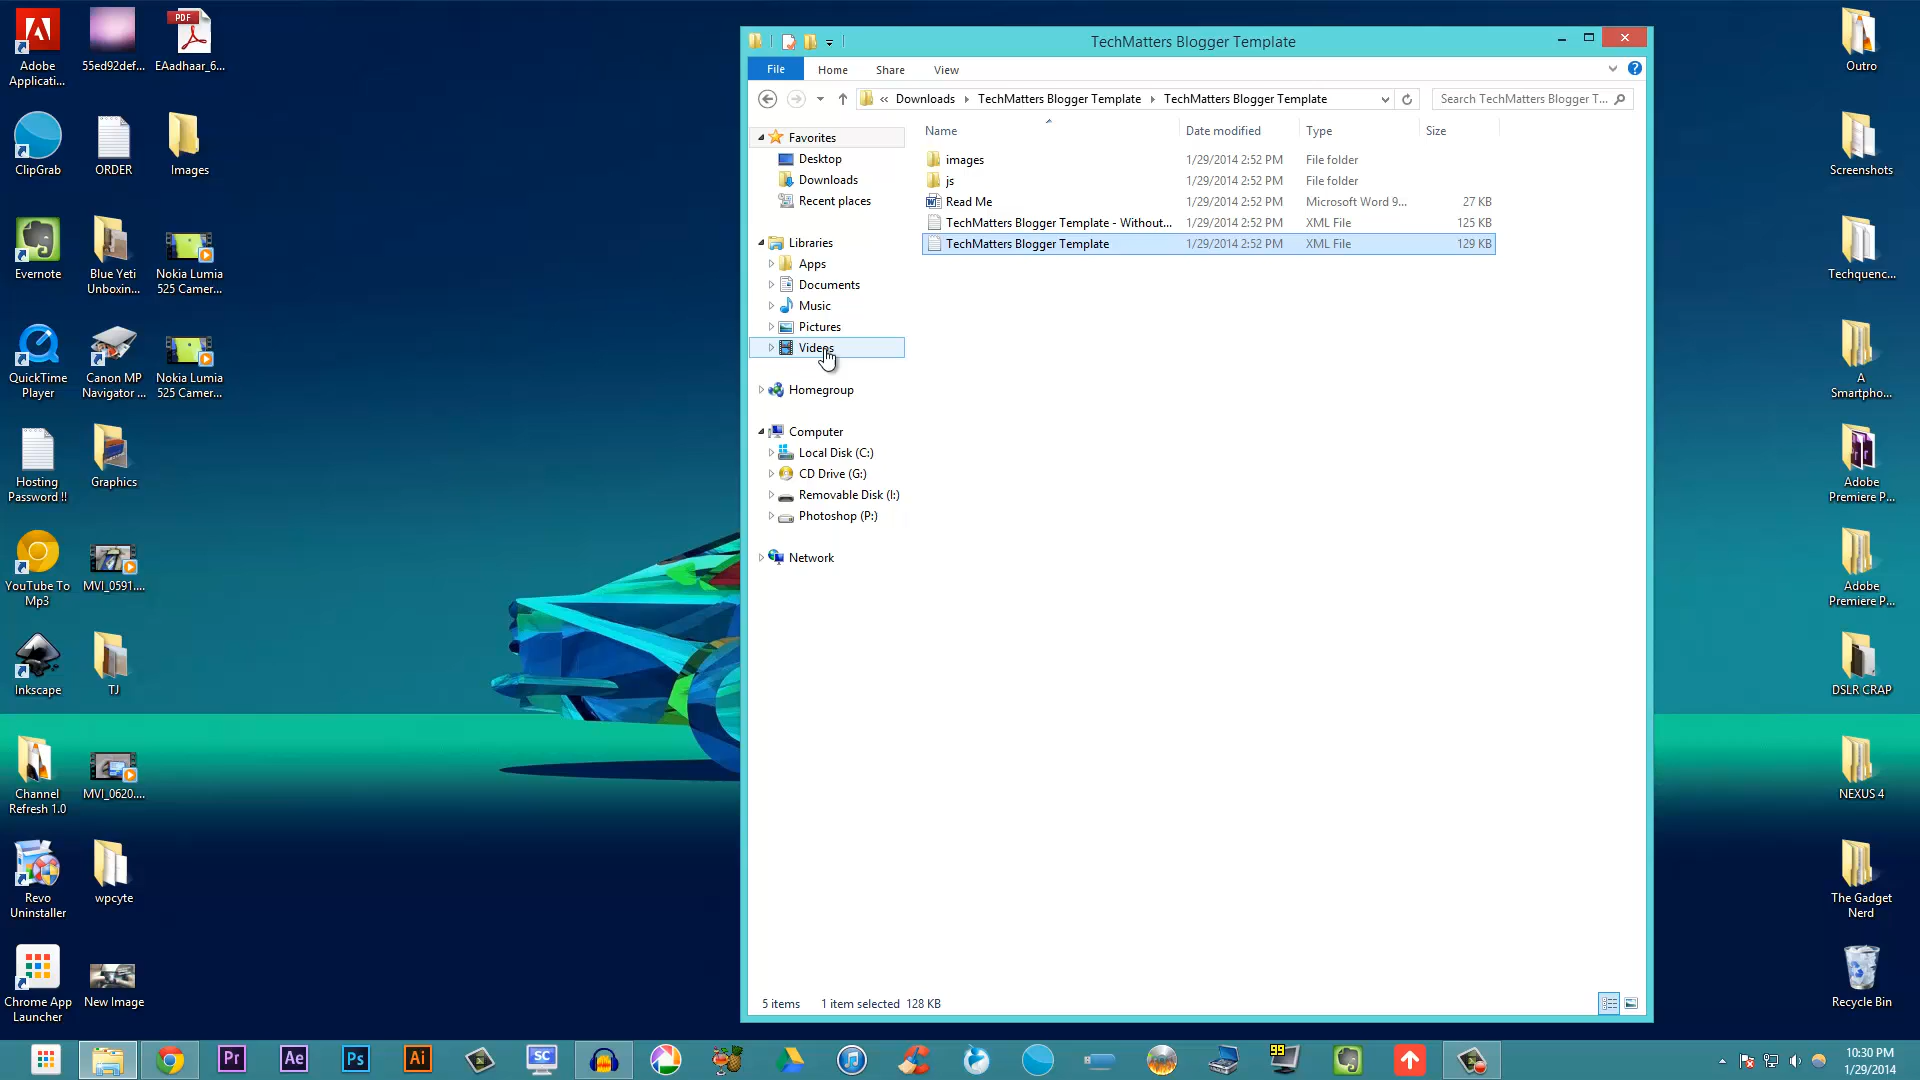 Adobe
Applicati...
55ed92def...
PDF
EAadhaar_6...
ClipGrab
ORDER
Images
Evernote
Blue Yeti
Unboxin...
Nokia Lumia
525 Camer...
QuickTime
Player
Canon MP
Navigator ...
Nokia Lumia
525 Camer...
Hosting
Password !!
Graphics
YouTube To
Mp3
MVI_0591....
Inkscape
TJ
Channel
Refresh 1.0
MVI_0620....
Revo
Uninstaller
wpcyte
Chrome App
Launcher
New Image
TechMatters Blogger Template
File Home Share View
« Downloads TechMatters Blogger Template TechMatters Blogger Template
Search TechMatters Blogger T...
Name Date modified Type Size
images 1/29/2014 2:52 PM File folder
js 1/29/2014 2:52 PM File folder
Read Me 1/29/2014 2:52 PM Microsoft Word 9... 27 KB
TechMatters Blogger Template - Without... 1/29/2014 2:52 PM XML File 125 KB
TechMatters Blogger Template 1/29/2014 2:52 PM XML File 129 KB
Favorites
Desktop
Downloads
Recent places
Libraries
Apps
Documents
Music
Pictures
Videos
Homegroup
Computer
Local Disk (C:)
CD Drive (G:)
Removable Disk (I:)
Photoshop (P:)
Network
5 items 1 item selected 128 KB
Outro
Screenshots
Techquenc...
A
Smartpho...
Adobe
Premiere P...
Adobe
Premiere P...
DSLR CRAP
NEXUS 4
The Gadget
Nerd
Recycle Bin
Pr Ae Ps Ai SC 99
10:30 PM
1/29/2014